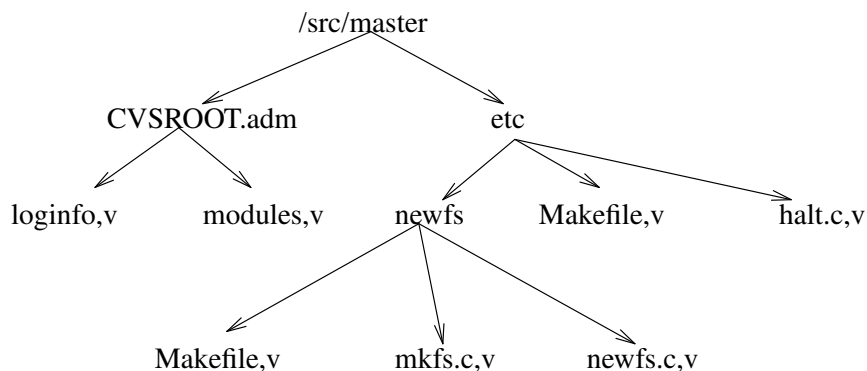 /src/master
CVSROOT.adm etc
loginfo,v modules,v newfs Makefile,v halt.c,v
Makefile,v mkfs.c,v newfs.c,v